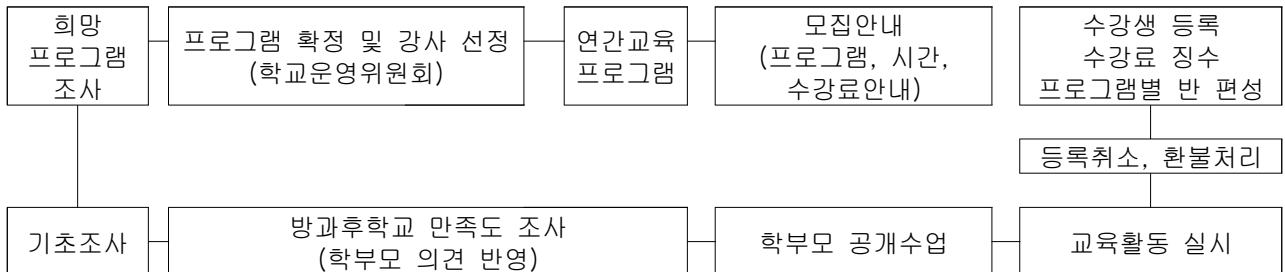 희망
프로그램
조사
프로그램 확정 및 강사 선정
(학교운영위원회)
연간교육
프로그램
모집안내
(프로그램, 시간,
수강료안내)
수강생 등록
수강료 징수
프로그램별 반 편성
등록취소, 환불처리
기초조사
방과후학교 만족도 조사
(학부모 의견 반영)
학부모 공개수업
교육활동 실시